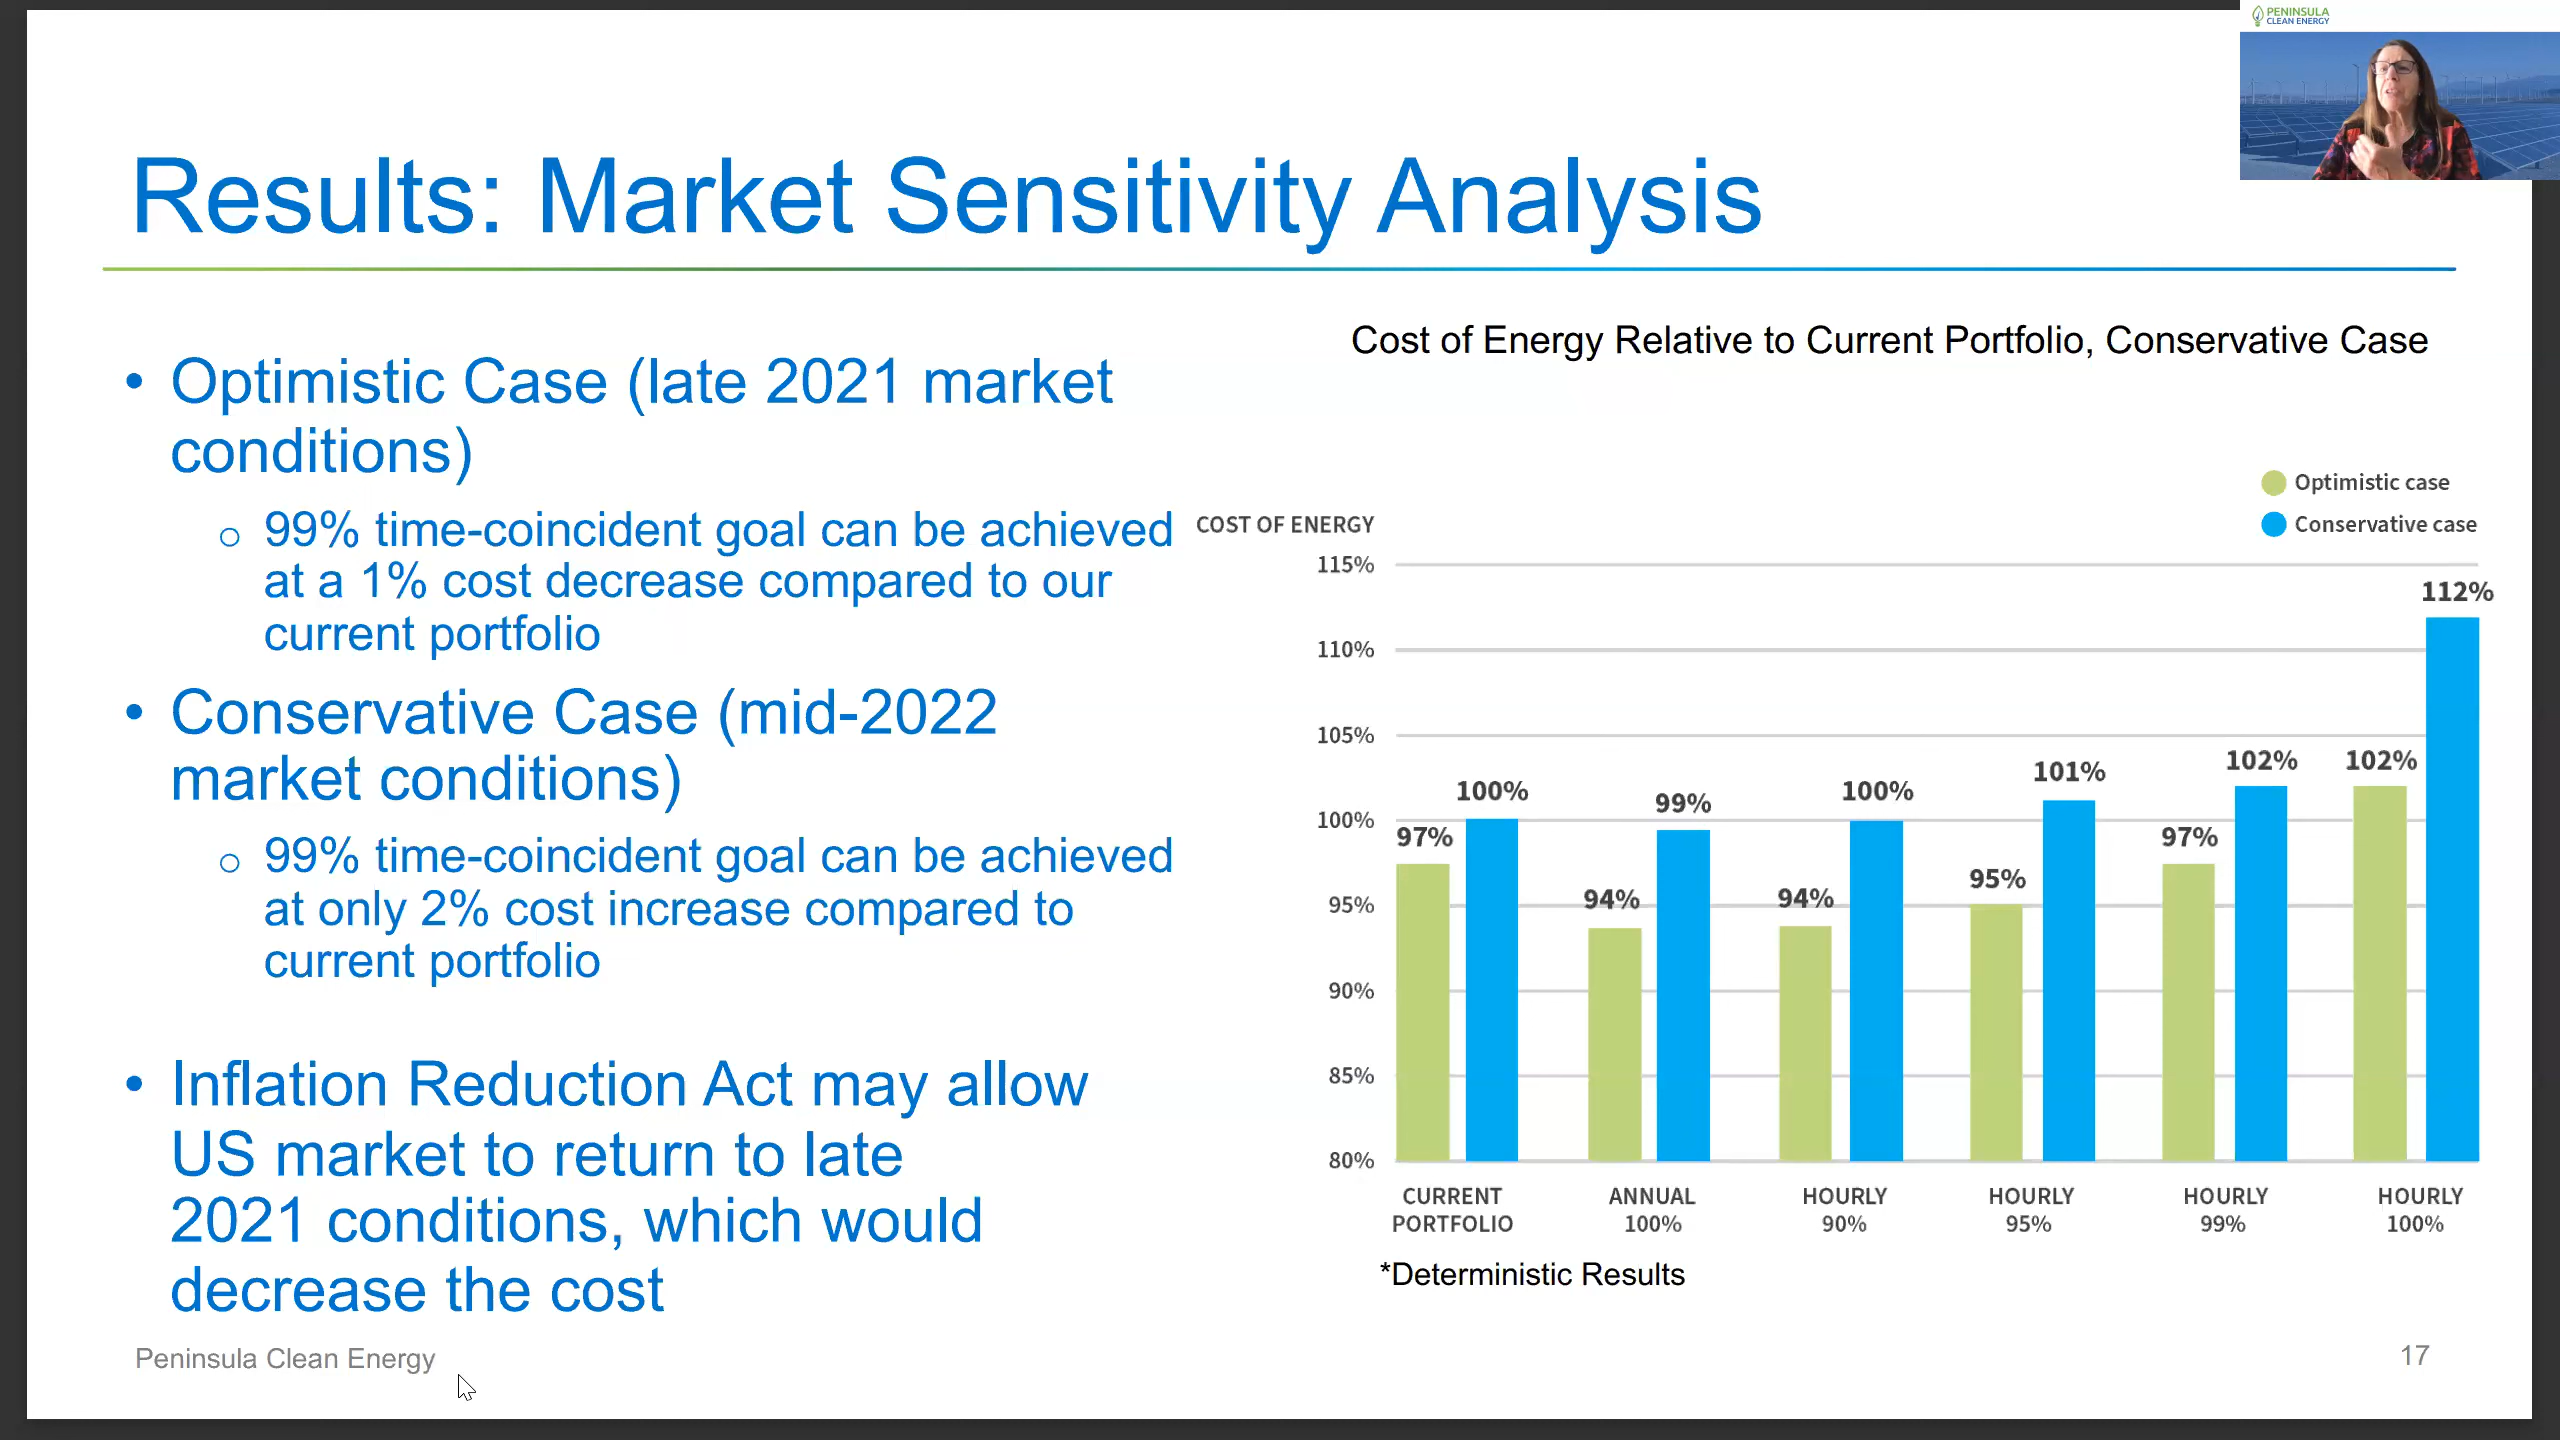 PENINSULA
CLEAN ENERGY
Results: Market Sensitivity Analysis
• Optimistic Case (late 2021 market
conditions)
o 99% time-coincident goal can be achieved
at a 1% cost decrease compared to our
current portfolio
• Conservative Case (mid-2022
market conditions)
o 99% time-coincident goal can be achieved
at only 2% cost increase compared to
current portfolio
• Inflation Reduction Act may allow
US market to return to late
2021 conditions, which would
decrease the cost
Cost of Energy Relative to Current Portfolio, Conservative Case
Optimistic case
Conservative case
COST OF ENERGY
115%
110%
105%
100%
95%
90%
85%
80%
97%
100%
94%
99%
94%
100%
95%
101%
97%
102%
102%
112%
CURRENT
PORTFOLIO
ANNUAL
100%
HOURLY
90%
HOURLY
95%
HOURLY
99%
HOURLY
100%
*Deterministic Results
Peninsula Clean Energy
17